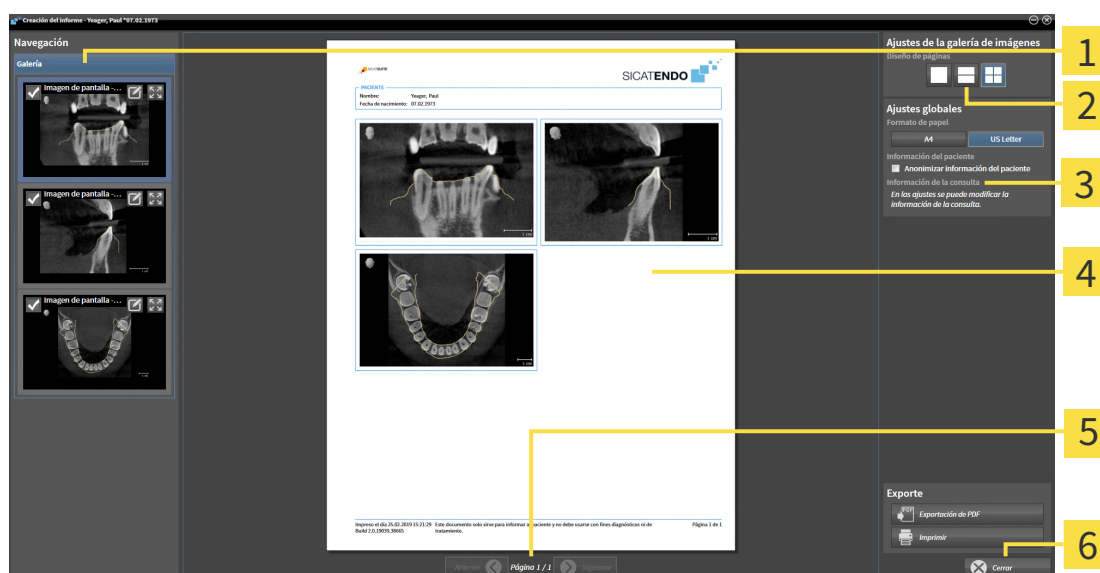 Creación del informe - Yeager, Paul *07.02.1973
Navegación
Galería
Imagen de pantalla -...
1 cm
Imagen de pantalla -...
Imagen de pantalla -...
SICATSUITE
SICATENDO
PACIENTE
Nombre: Yeager, Paul
Fecha de nacimiento: 07.02.1973
1 cm
1 cm
1 cm
Impreso el día 25.02.2019 15:21:29 Este documento solo sirve para informar al paciente y no debe usarse con fines diagnósticos ni de Página 1 de 1
Build 2.0.19039.38665 tratamiento.
Anterior Página 1 / 1 Siguiente
Ajustes de la galería de imágenes
Diseño de páginas
Ajustes globales
Formato de papel
A4 US Letter
Información del paciente
Anonimizar información del paciente
Información de la consulta
En los ajustes se puede modificar la
información de la consulta.
Exporte
PDF Exportación de PDF
Imprimir
Cerrar
1
2
3
4
5
6